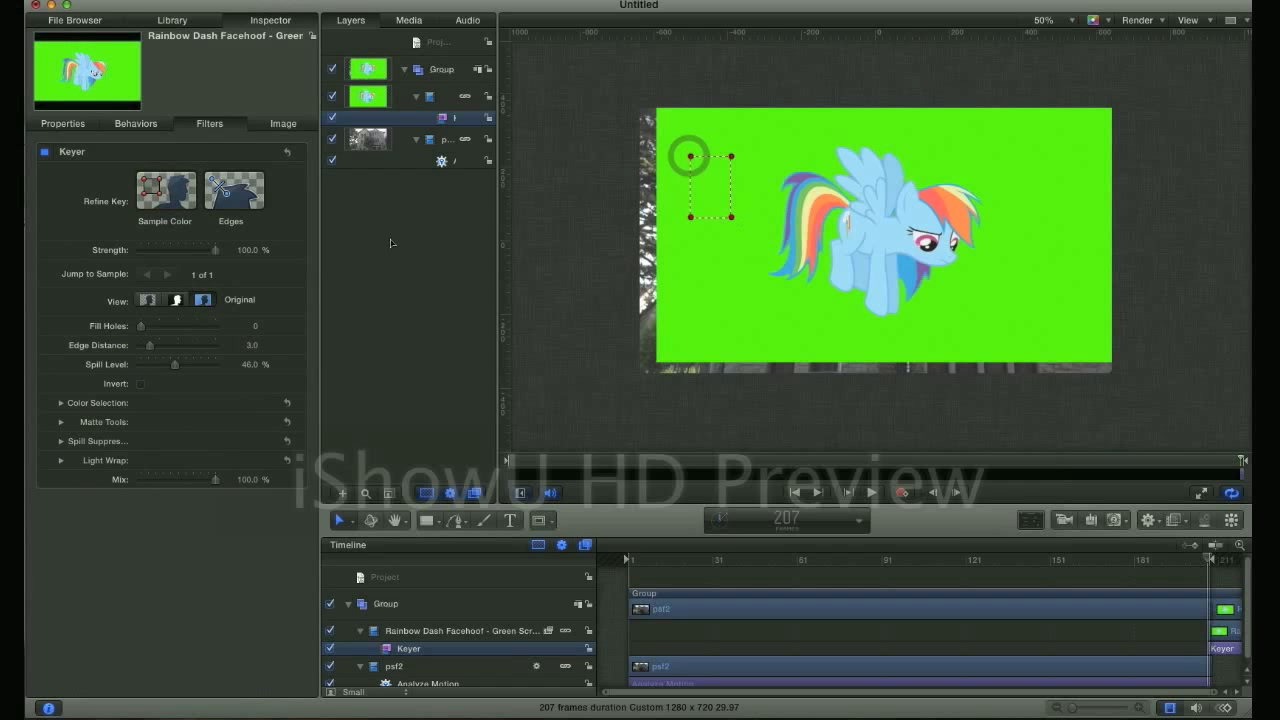 Untitled
File Browser
Library
Inspector
Layers
Media
Audio
50%
Render
View
Rainbow Dash Facehoof - Green
Proj...
Group
p...
Properties
Behaviors
Filters
Image
Keyer
Refine Key:
Sample Color
Edges
Strength:
100.0 %
Jump to Sample:
1 of 1
View:
Original
Fill Holes:
0
Edge Distance:
3.0
Spill Level:
46.0 %
Invert:
Color Selection:
Matte Tools:
Spill Suppres...
Light Wrap:
Mix:
100.0 %
iShowU HD Preview
207
FRAMES
Timeline
1 31 61 91 121 151 181 211
Project
Group
Group
psf2
Rainbow Dash Facehoof - Green Scr...
Ra
Keyer
Keyer
psf2
psf2
Analyze Motion
Analyze Motion
Small
207 frames duration Custom 1280 x 720 29.97